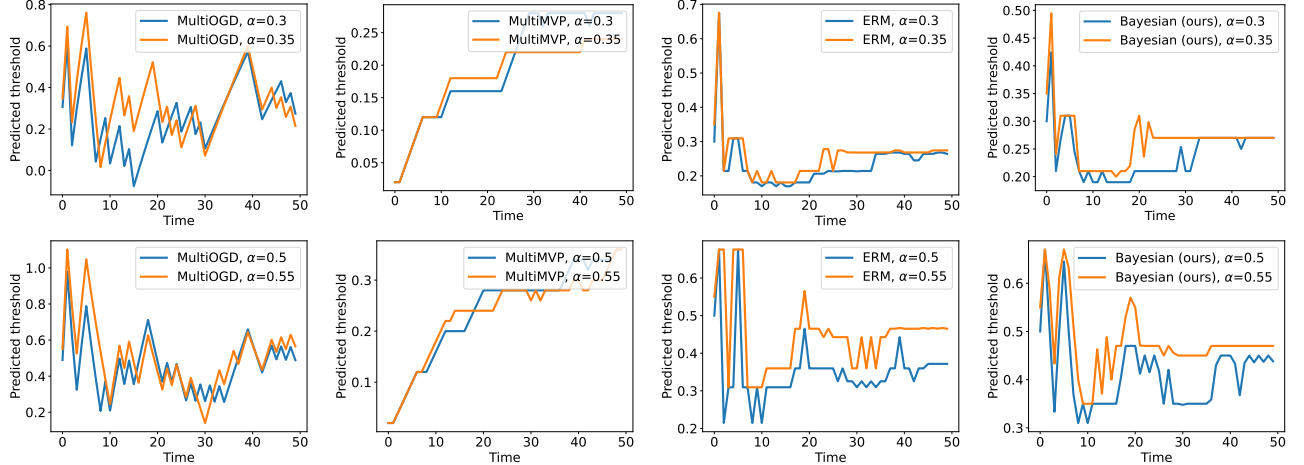 MultiOGD, α=0.3
MultiOGD, α=0.35
Predicted threshold
0.8
0.6
0.4
0.2
0.0
0 10 20 30 40 50
Time
MultiMVP, α=0.3
MultiMVP, α=0.35
Predicted threshold
0.25
0.20
0.15
0.10
0.05
0 10 20 30 40 50
Time
ERM, α=0.3
ERM, α=0.35
Predicted threshold
0.7
0.6
0.5
0.4
0.3
0.2
0 10 20 30 40 50
Time
Bayesian (ours), α=0.3
Bayesian (ours), α=0.35
Predicted threshold
0.50
0.45
0.40
0.35
0.30
0.25
0.20
0 10 20 30 40 50
Time
MultiOGD, α=0.5
MultiOGD, α=0.55
Predicted threshold
1.0
0.8
0.6
0.4
0.2
0 10 20 30 40 50
Time
MultiMVP, α=0.5
MultiMVP, α=0.55
Predicted threshold
0.3
0.2
0.1
0 10 20 30 40 50
Time
ERM, α=0.5
ERM, α=0.55
Predicted threshold
0.6
0.5
0.4
0.3
0.2
0 10 20 30 40 50
Time
Bayesian (ours), α=0.5
Bayesian (ours), α=0.55
Predicted threshold
0.6
0.5
0.4
0.3
0 10 20 30 40 50
Time